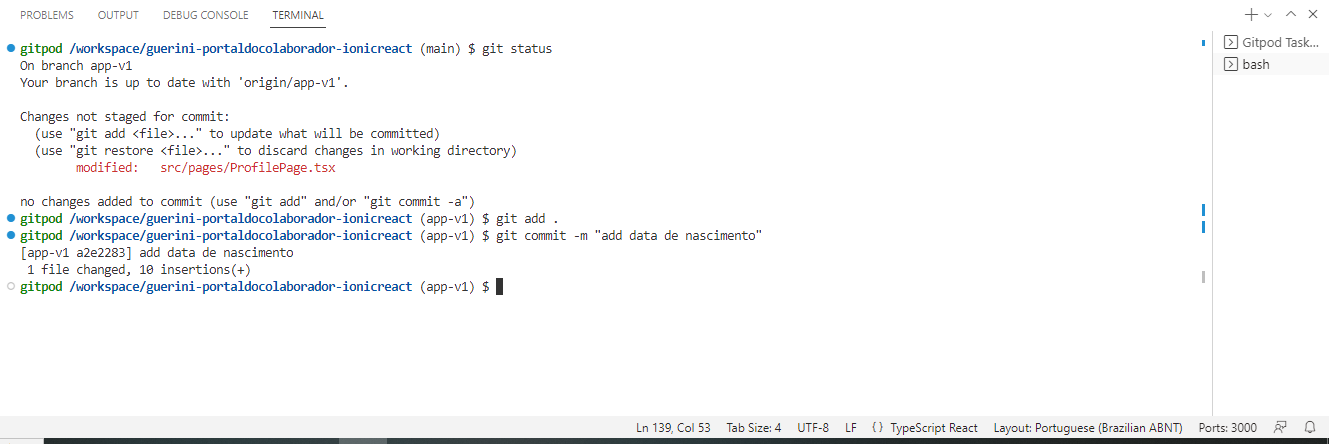 PROBLEMS OUTPUT DEBUG CONSOLE TERMINAL
gitpod /workspace/guerini-portaldocolaborador-ionicreact (main) $ git status
On branch app-v1
Your branch is up to date with 'origin/app-v1'.
Changes not staged for commit:
(use "git add <file>..." to update what will be committed)
(use "git restore <file>..." to discard changes in working directory)
modified: src/pages/ProfilePage.tsx
no changes added to commit (use "git add" and/or "git commit -a")
gitpod /workspace/guerini-portaldocolaborador-ionicreact (app-v1) $ git add .
gitpod /workspace/guerini-portaldocolaborador-ionicreact (app-v1) $ git commit -m "add data de nascimento"
[app-v1 a2e2283] add data de nascimento
1 file changed, 10 insertions(+)
gitpod /workspace/guerini-portaldocolaborador-ionicreact (app-v1) $
Gitpod Task...
bash
Ln 139, Col 53 Tab Size: 4 UTF-8 LF {} TypeScript React Layout: Portuguese (Brazilian ABNT) Ports: 3000